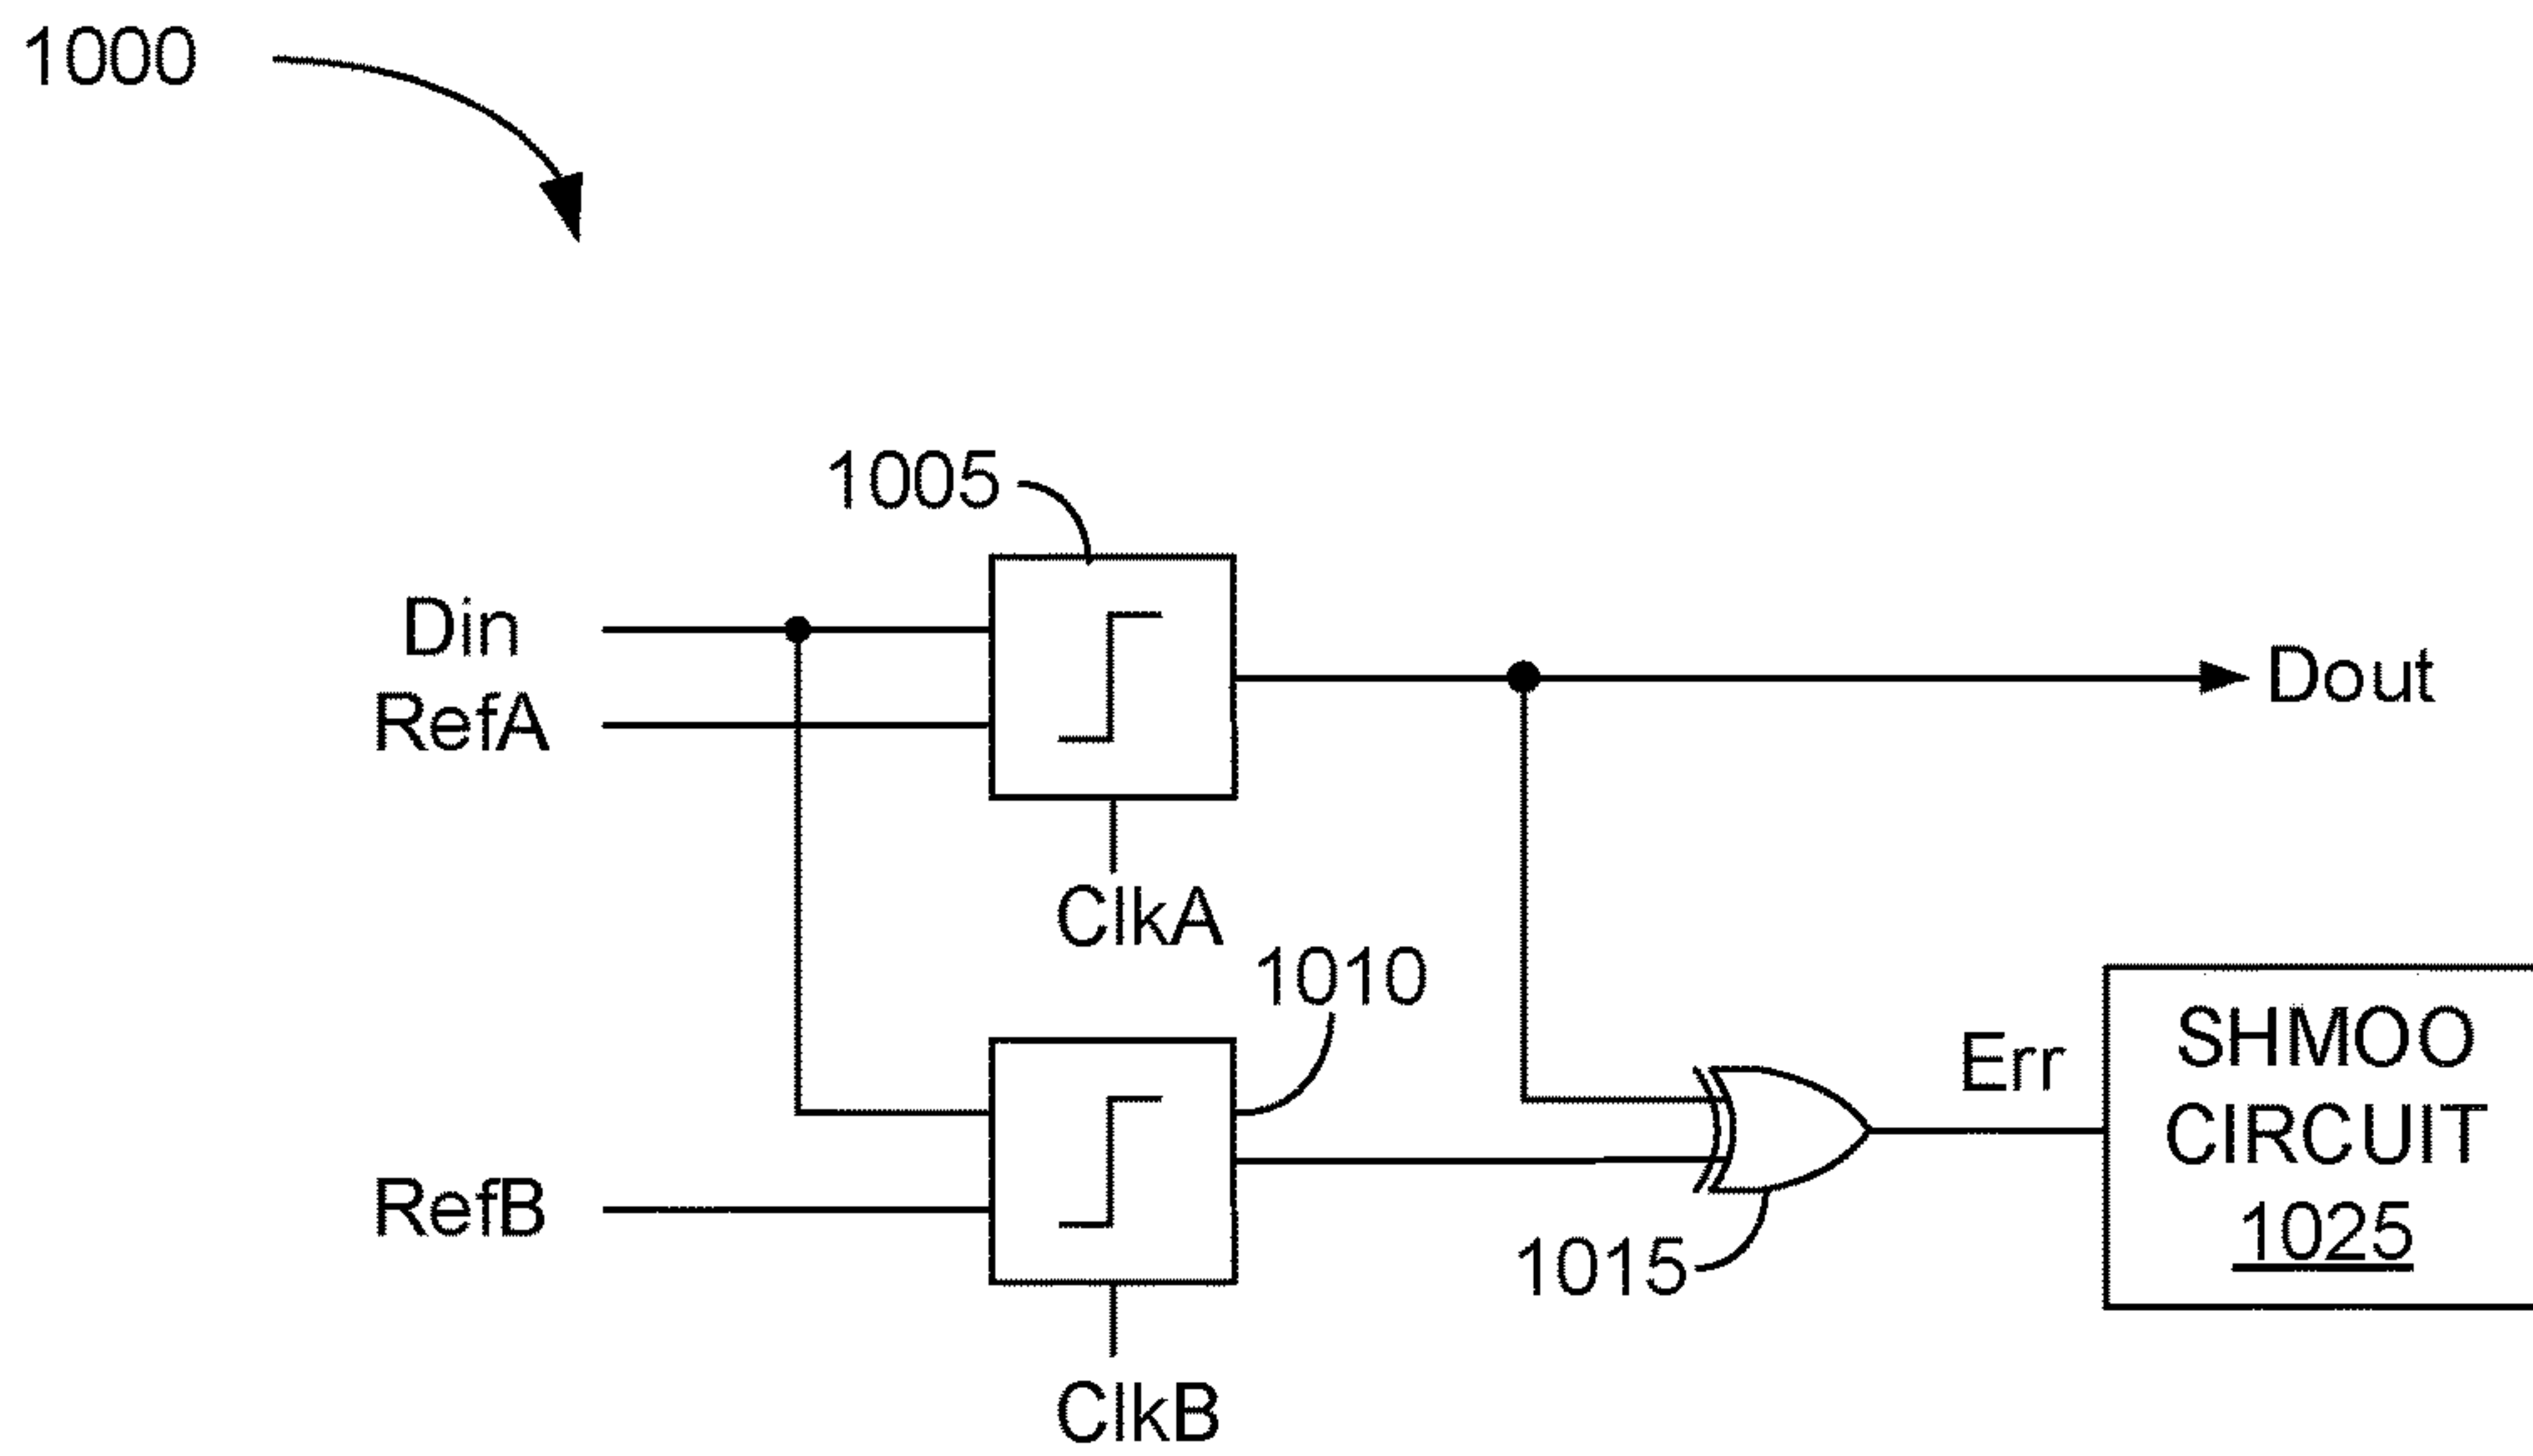 1000
1005
Din
RefA
Dout
ClkA
1010
Err
SHMOO
CIRCUIT
1025
RefB
1015
ClkB